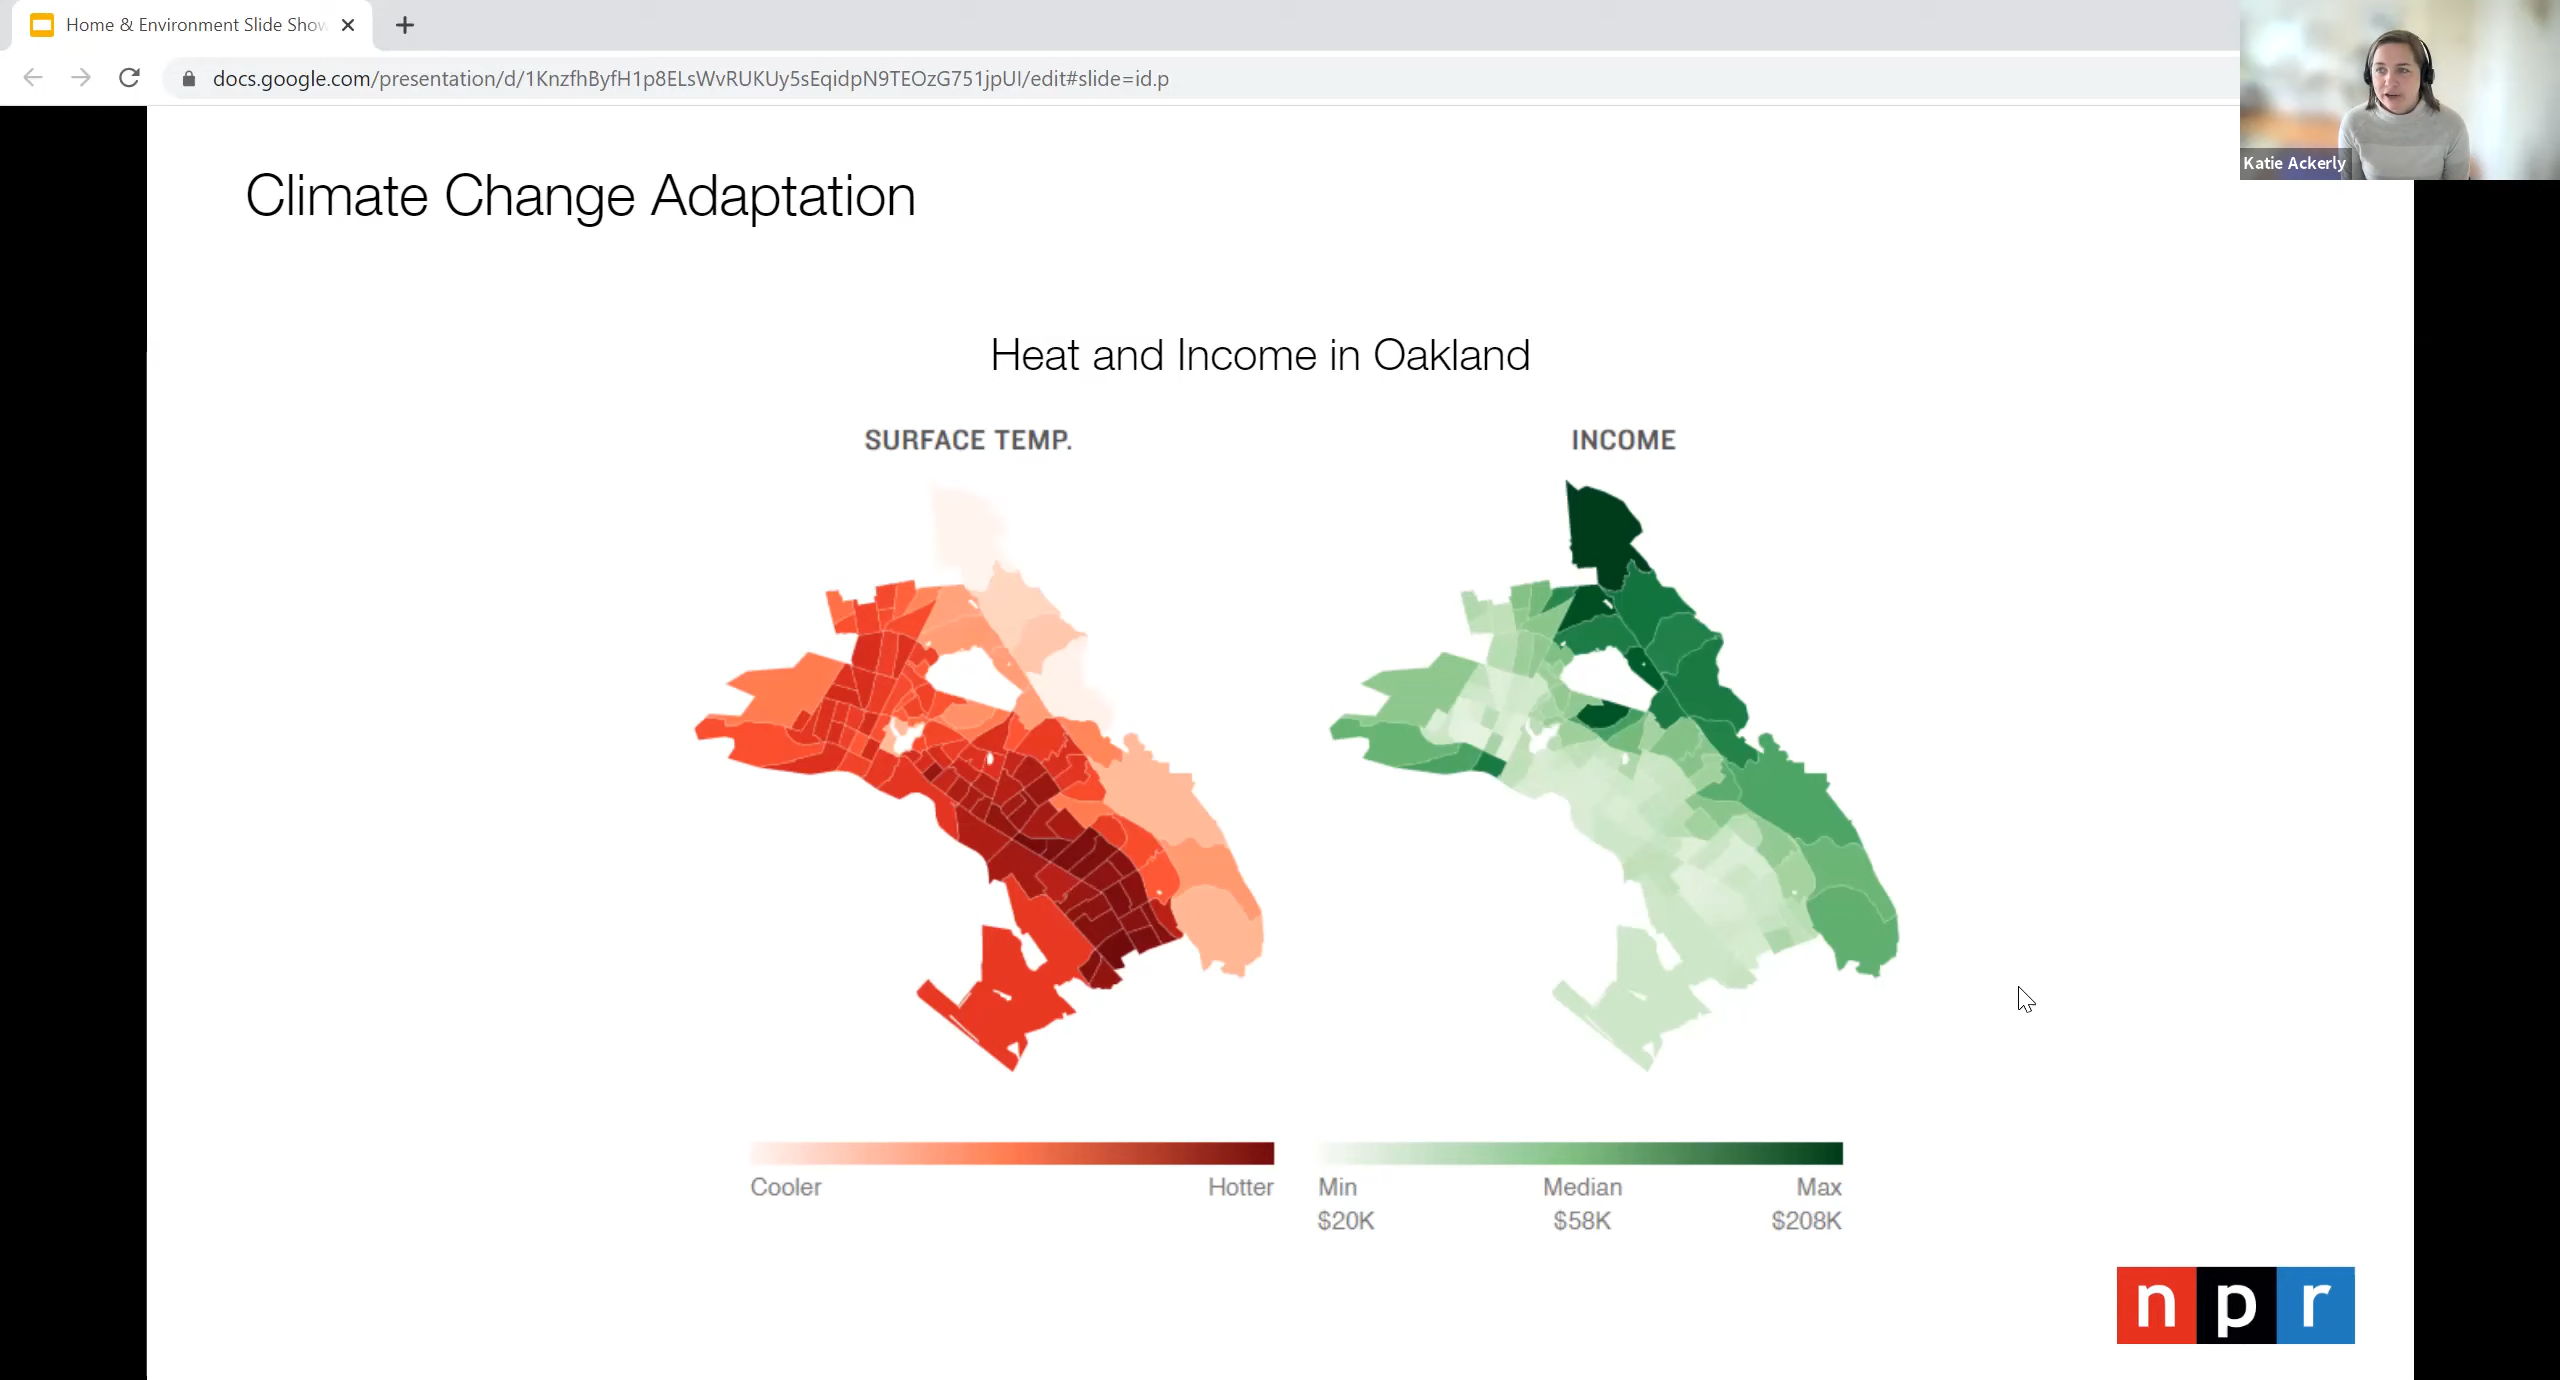 Home & Environment Slide Show
docs.google.com/presentation/d/1KnzfhByfH1p8ELsWvRUKUy5sEqidpN9TEOzG751jpUI/edit#slide=id.p
Katie Ackerly
Climate Change Adaptation
Heat and Income in Oakland
SURFACE TEMP.
INCOME
Cooler
Hotter
Min
Median
Max
$20K
$58K
$208K
npr